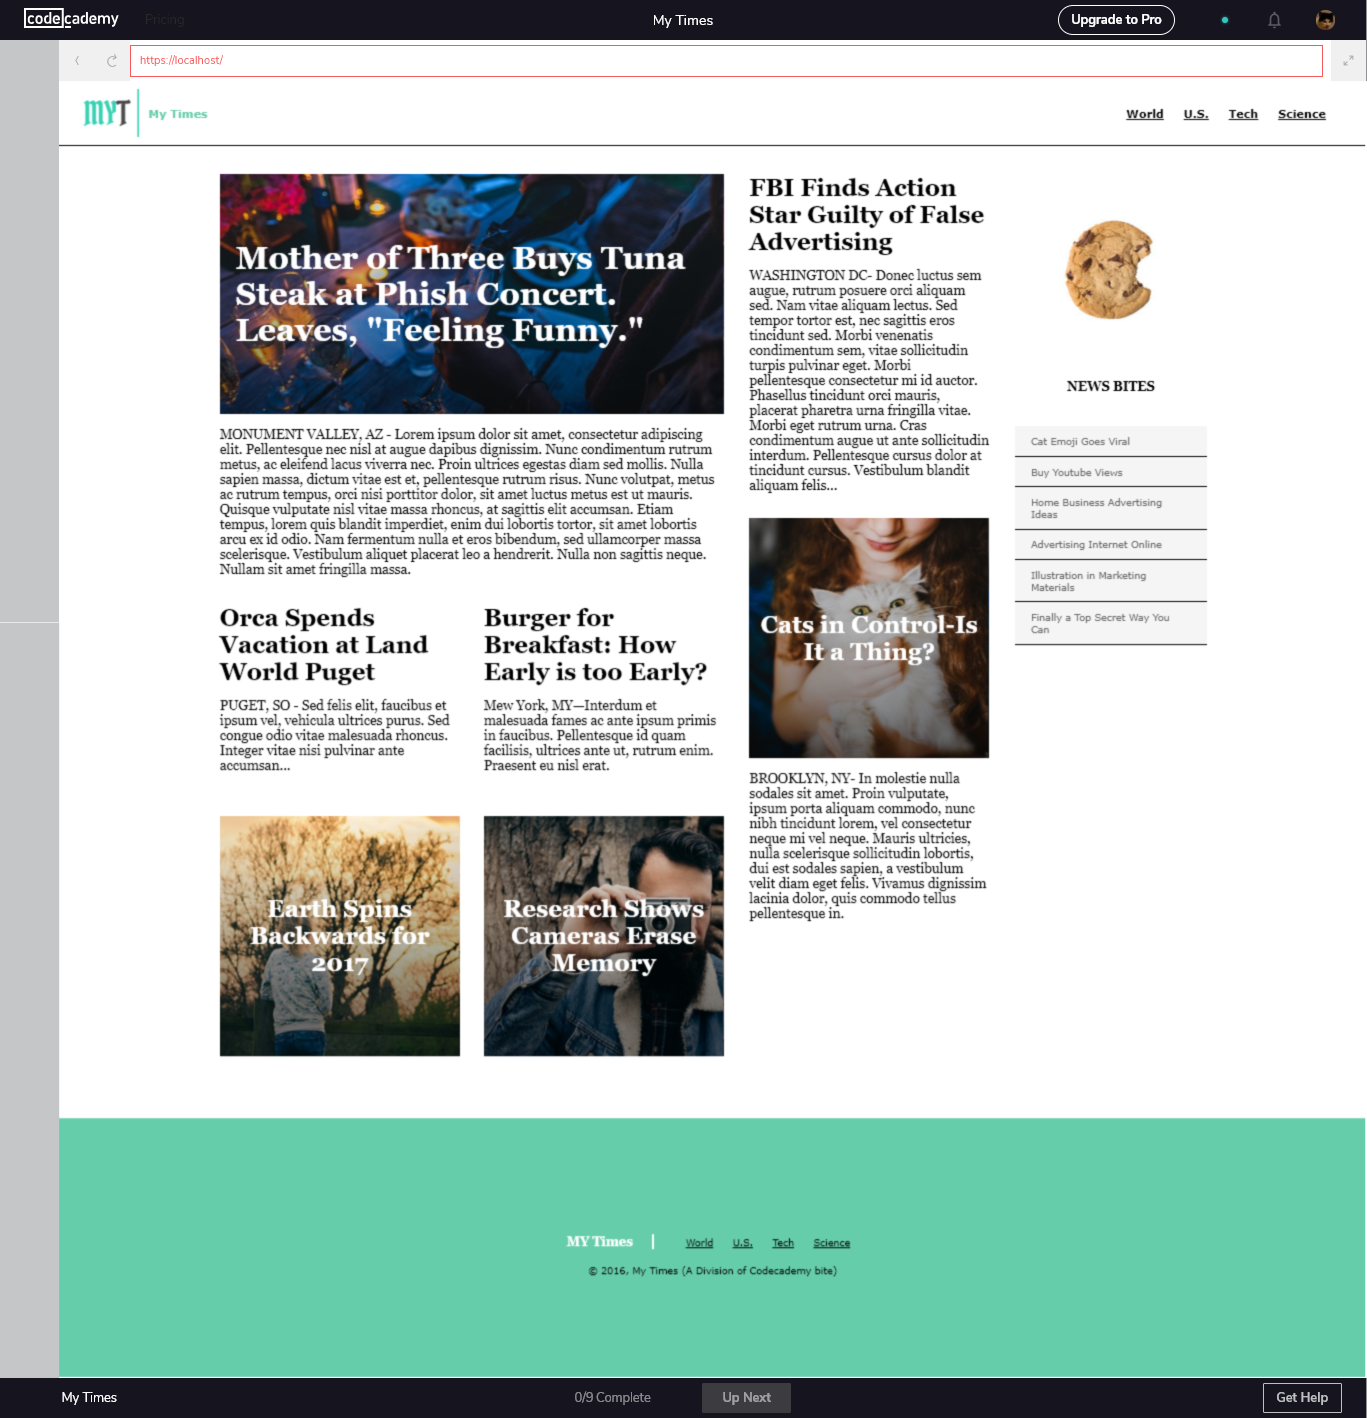 codecademy
Pricing
My Times
Upgrade to Pro
https://localhost/
MYT
My Times
World
U.S.
Tech
Science
Mother of Three Buys Tuna
Steak at Phish Concert.
Leaves, "Feeling Funny."
MONUMENT VALLEY, AZ - Lorem ipsum dolor sit amet, consectetur adipiscing
elit. Pellentesque nec nisl at augue dapibus dignissim. Nunc condimentum rutrum
metus, ac eleifend lacus viverra nec. Proin ultrices egestas diam sed mollis. Nulla
sapien massa, dictum vitae est et, pellentesque rutrum risus. Nunc volutpat, metus
ac rutrum tempus, orci nisi porttitor dolor, sit amet luctus metus est ut mauris.
Quisque vulputate nisl vitae massa rhoncus, at sagittis elit accumsan. Etiam
tempus, lorem quis blandit imperdiet, enim dui lobortis tortor, sit amet lobortis
arcu ex id odio. Nam fermentum nulla et eros bibendum, sed ullamcorper massa
scelerisque. Vestibulum aliquet placerat leo a hendrerit. Nulla non sagittis neque.
Nullam sit amet fringilla massa.
Orca Spends
Vacation at Land
World Puget
PUGET, SO - Sed felis elit, faucibus et
ipsum vel, vehicula ultrices purus. Sed
congue odio vitae malesuada rhoncus.
Integer vitae nisi pulvinar ante
accumsan...
Burger for
Breakfast: How
Early is too Early?
Mew York, MY—Interdum et
malesuada fames ac ante ipsum primis
in faucibus. Pellentesque id quam
facilisis, ultrices ante ut, rutrum enim.
Praesent eu nisl erat.
Earth Spins
Backwards for
2017
Research Shows
Cameras Erase
Memory
FBI Finds Action
Star Guilty of False
Advertising
WASHINGTON DC- Donec luctus sem
augue, rutrum posuere orci aliquam
sed. Nam vitae aliquam lectus. Sed
tempor tortor est, nec sagittis eros
tincidunt sed. Morbi venenatis
condimentum sem, vitae sollicitudin
turpis pulvinar eget. Morbi
pellentesque consectetur mi id auctor.
Phasellus tincidunt orci mauris,
placerat pharetra urna fringilla vitae.
Morbi eget rutrum urna. Cras
condimentum augue ut ante sollicitudin
interdum. Pellentesque cursus dolor at
tincidunt cursus. Vestibulum blandit
aliquam felis...
Cats in Control-Is
It a Thing?
BROOKLYN, NY- In molestie nulla
sodales sit amet. Proin vulputate,
ipsum porta aliquam commodo, nunc
nibh tincidunt lorem, vel consectetur
neque mi vel neque. Mauris ultricies,
nulla scelerisque sollicitudin lobortis,
dui est sodales sapien, a vestibulum
velit diam eget felis. Vivamus dignissim
lacinia dolor, quis commodo tellus
pellentesque in.
NEWS BITES
Cat Emoji Goes Viral
Buy Youtube Views
Home Business Advertising
Ideas
Advertising Internet Online
Illustration in Marketing
Materials
Finally a Top Secret Way You
Can
MY Times
World
U.S.
Tech
Science
© 2016, My Times (A Division of Codecademy bite)
My Times
0/9 Complete
Up Next
Get Help